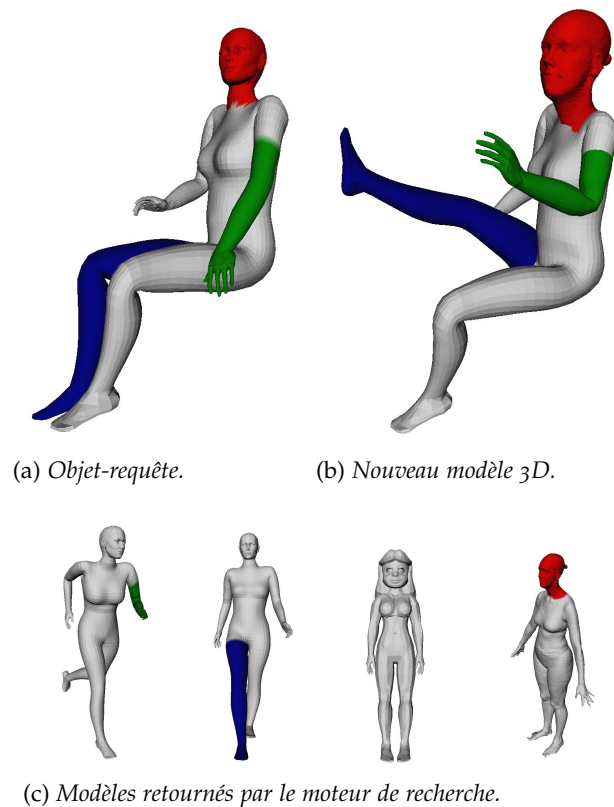 (a) Objet-requête.
(b) Nouveau modèle 3D.
(c) Modèles retournés par le moteur de recherche.